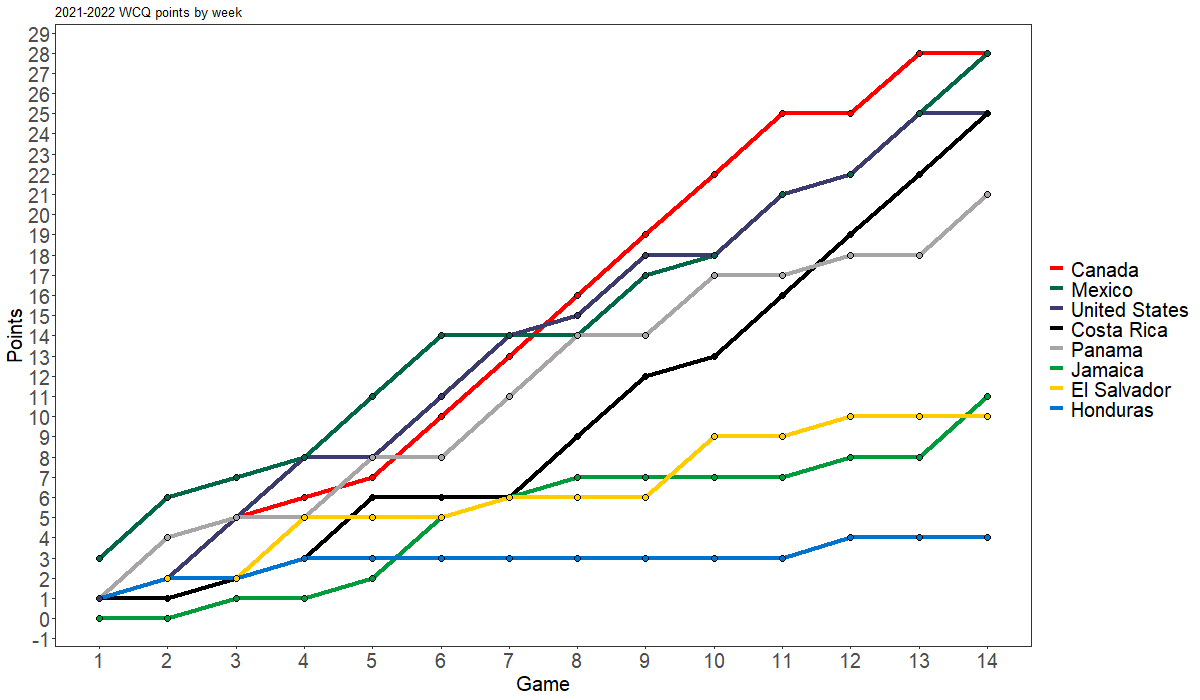 2021-2022 WCQ points by week
29
28
27
26
25
24
23
22
21
20
19
18
17
16
15
14
13
12
11
10
9
8
7
6
5
4
3
2
1
0
-1
Points
1 2 3 4 5 6 7 8 9 10 11 12 13 14
Game
Canada
Mexico
United States
Costa Rica
Panama
Jamaica
El Salvador
Honduras